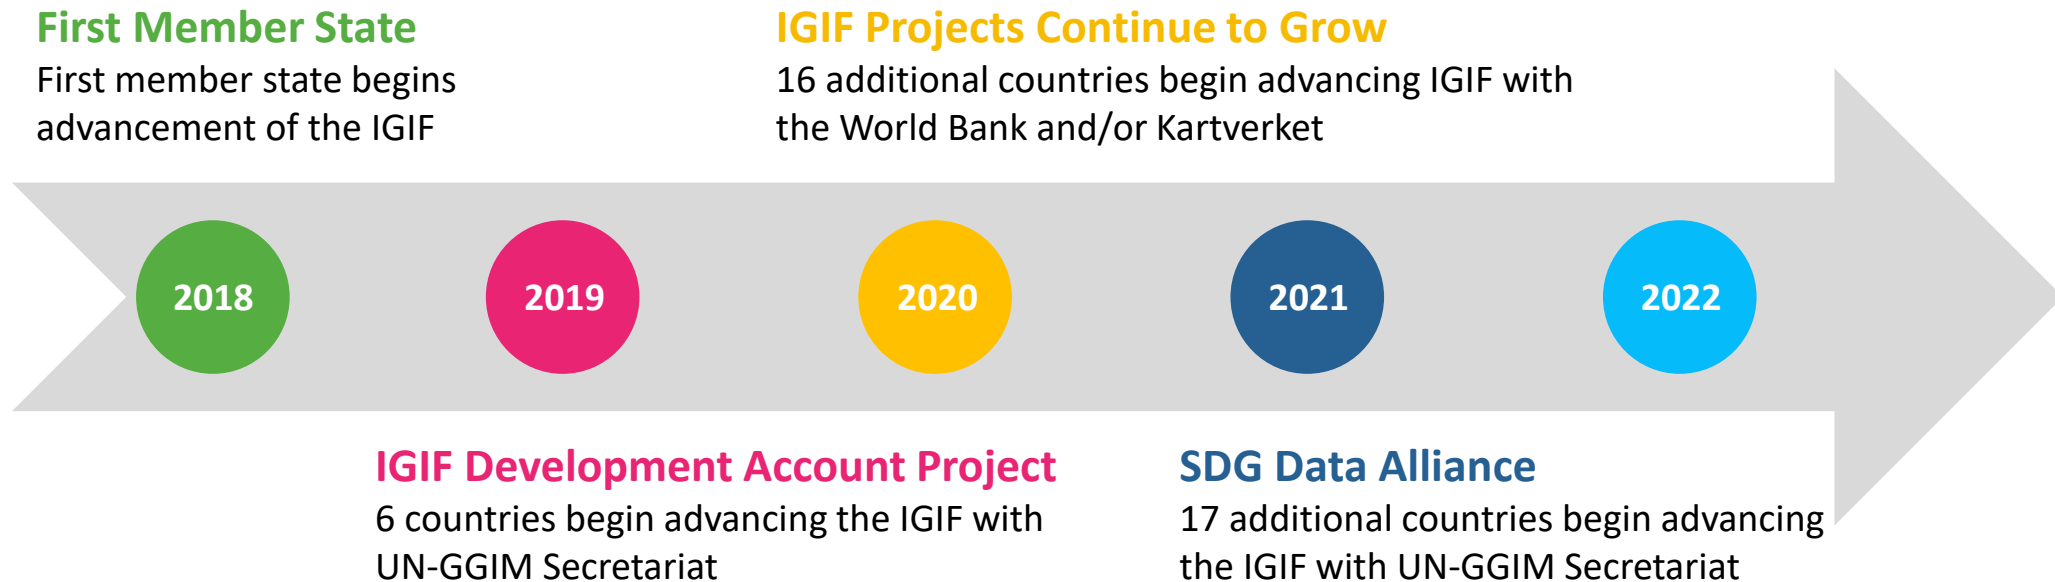 First Member State
First member state begins
advancement of the IGIF
IGIF Projects Continue to Grow
16 additional countries begin advancing IGIF with
the World Bank and/or Kartverket
2018
2019
2020
2021
2022
IGIF Development Account Project
6 countries begin advancing the IGIF with
UN-GGIM Secretariat
SDG Data Alliance
17 additional countries begin advancing
the IGIF with UN-GGIM Secretariat